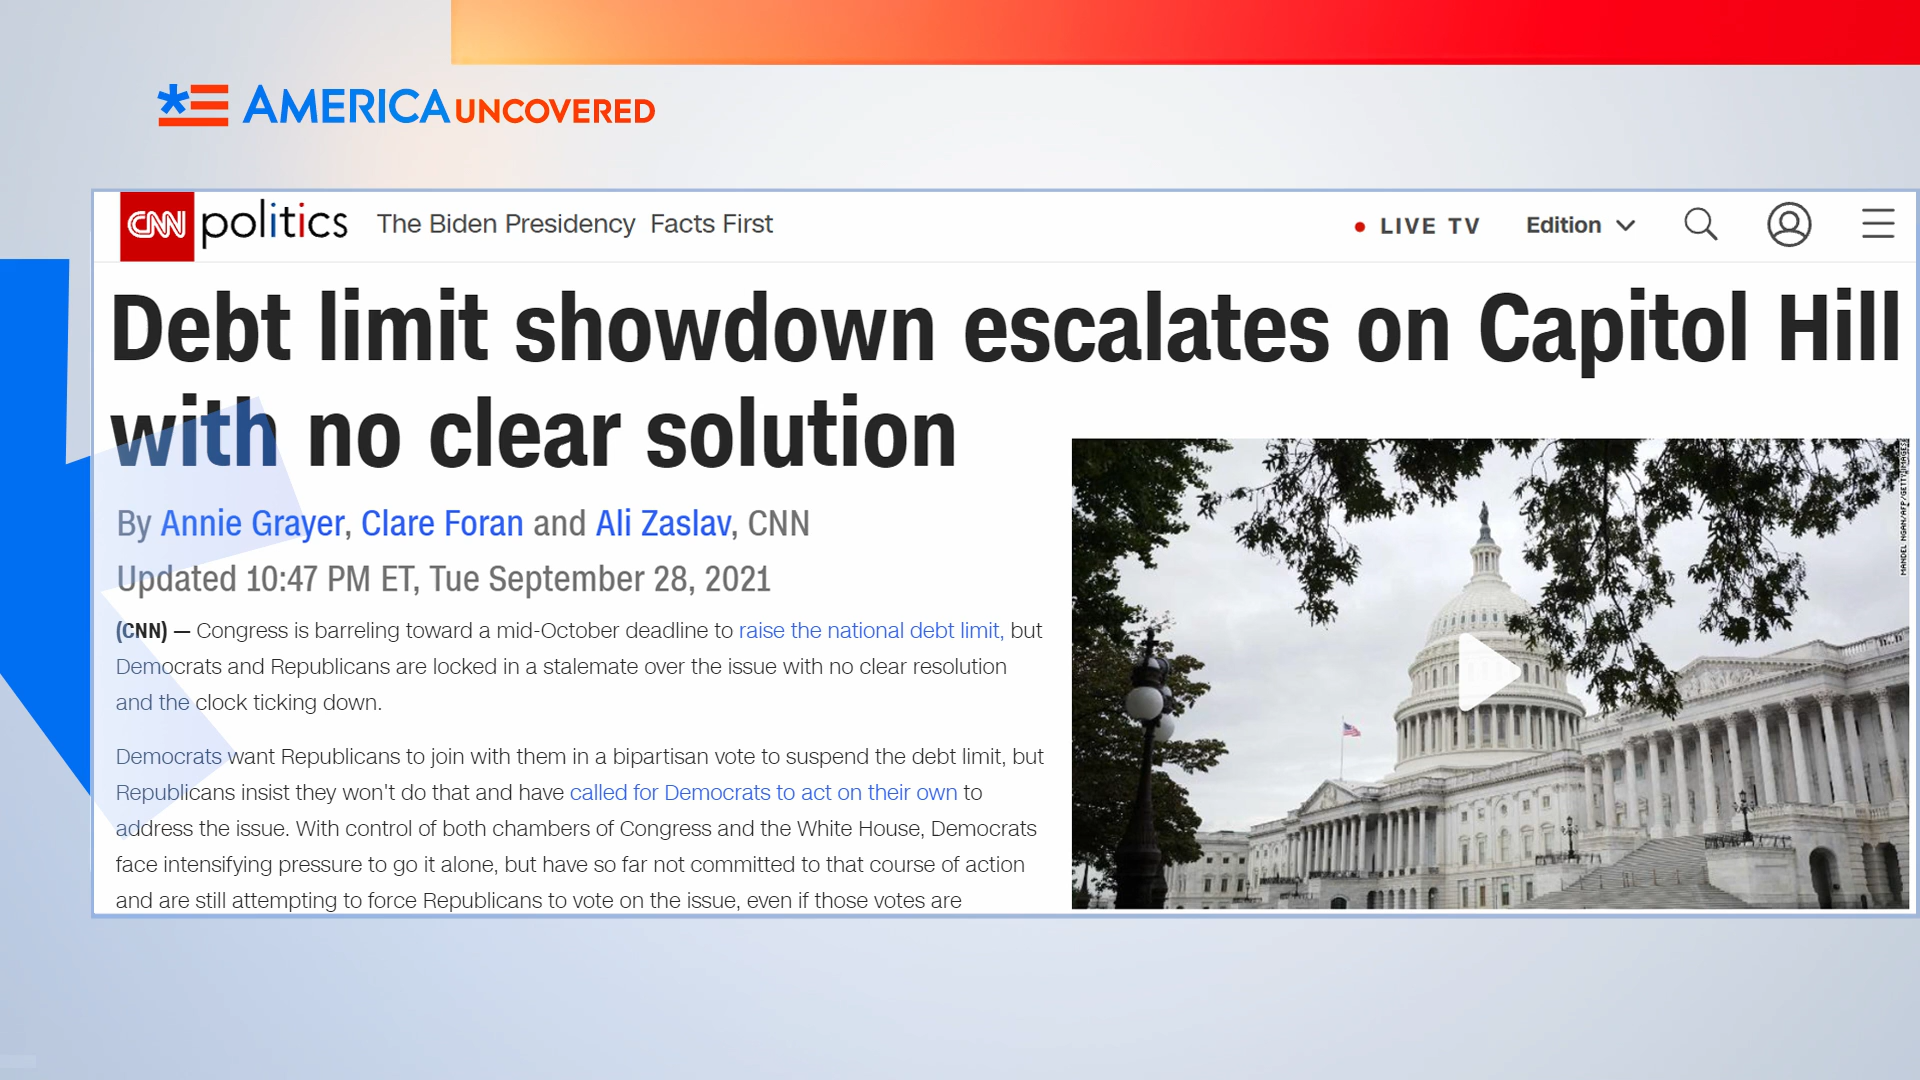 AMERICA UNCOVERED
CNN politics The Biden Presidency Facts First LIVE TV Edition
Debt limit showdown escalates on Capitol Hill
with no clear solution
By Annie Grayer, Clare Foran and Ali Zaslav, CNN
Updated 10:47 PM ET, Tue September 28, 2021
MANDEL NGAN/AFP/GETTY IMAGES
(CNN) — Congress is barreling toward a mid-October deadline to raise the national debt limit, but
Democrats and Republicans are locked in a stalemate over the issue with no clear resolution
and the clock ticking down.
Democrats want Republicans to join with them in a bipartisan vote to suspend the debt limit, but
Republicans insist they won't do that and have called for Democrats to act on their own to
address the issue. With control of both chambers of Congress and the White House, Democrats
face intensifying pressure to go it alone, but have so far not committed to that course of action
and are still attempting to force Republicans to vote on the issue, even if those votes are